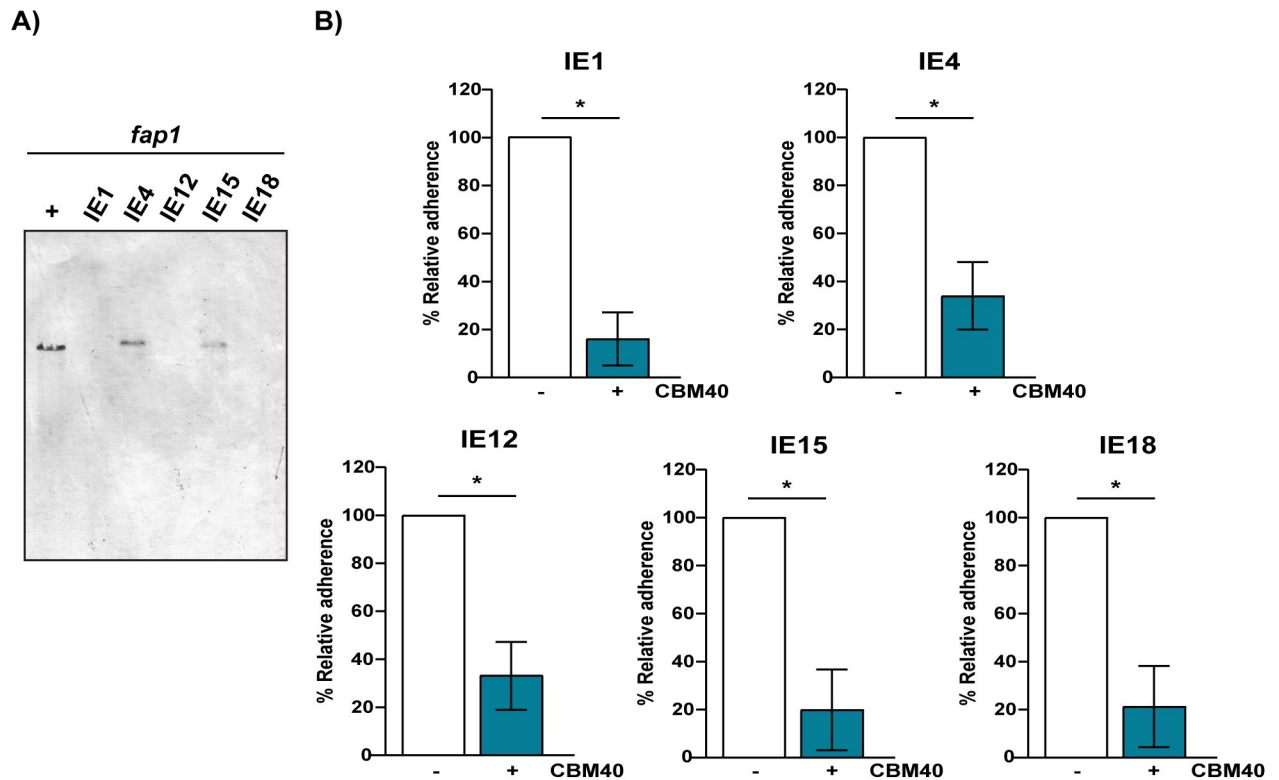 A)
fap1
+ IE1 IE4 IE12 IE15 IE18
B)
IE1
% Relative adherence
120
100
80
60
40
20
0
*
- + CBM40
IE4
% Relative adherence
120
100
80
60
40
20
0
*
- + CBM40
IE12
% Relative adherence
120
100
80
60
40
20
0
*
- + CBM40
IE15
% Relative adherence
120
100
80
60
40
20
0
*
- + CBM40
IE18
% Relative adherence
120
100
80
60
40
20
0
*
- + CBM40